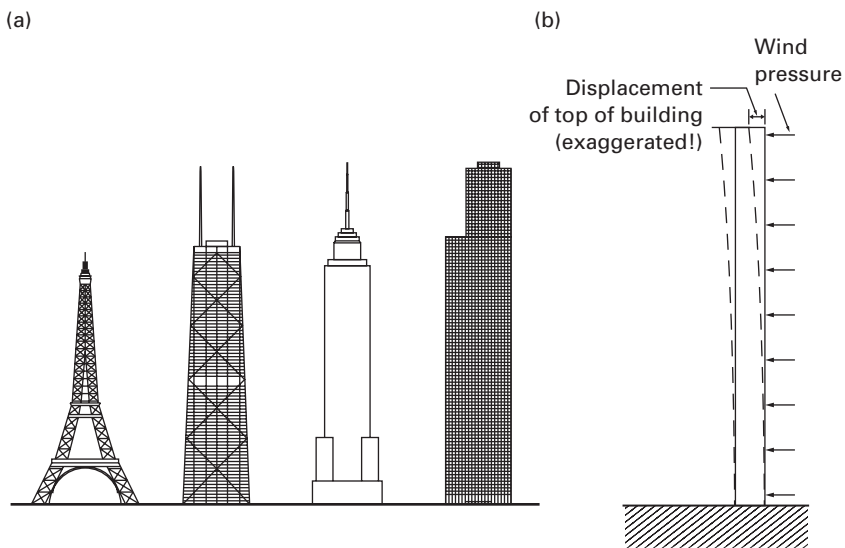 (a)
(b)
Wind
pressure
Displacement
of top of building
(exaggerated!)